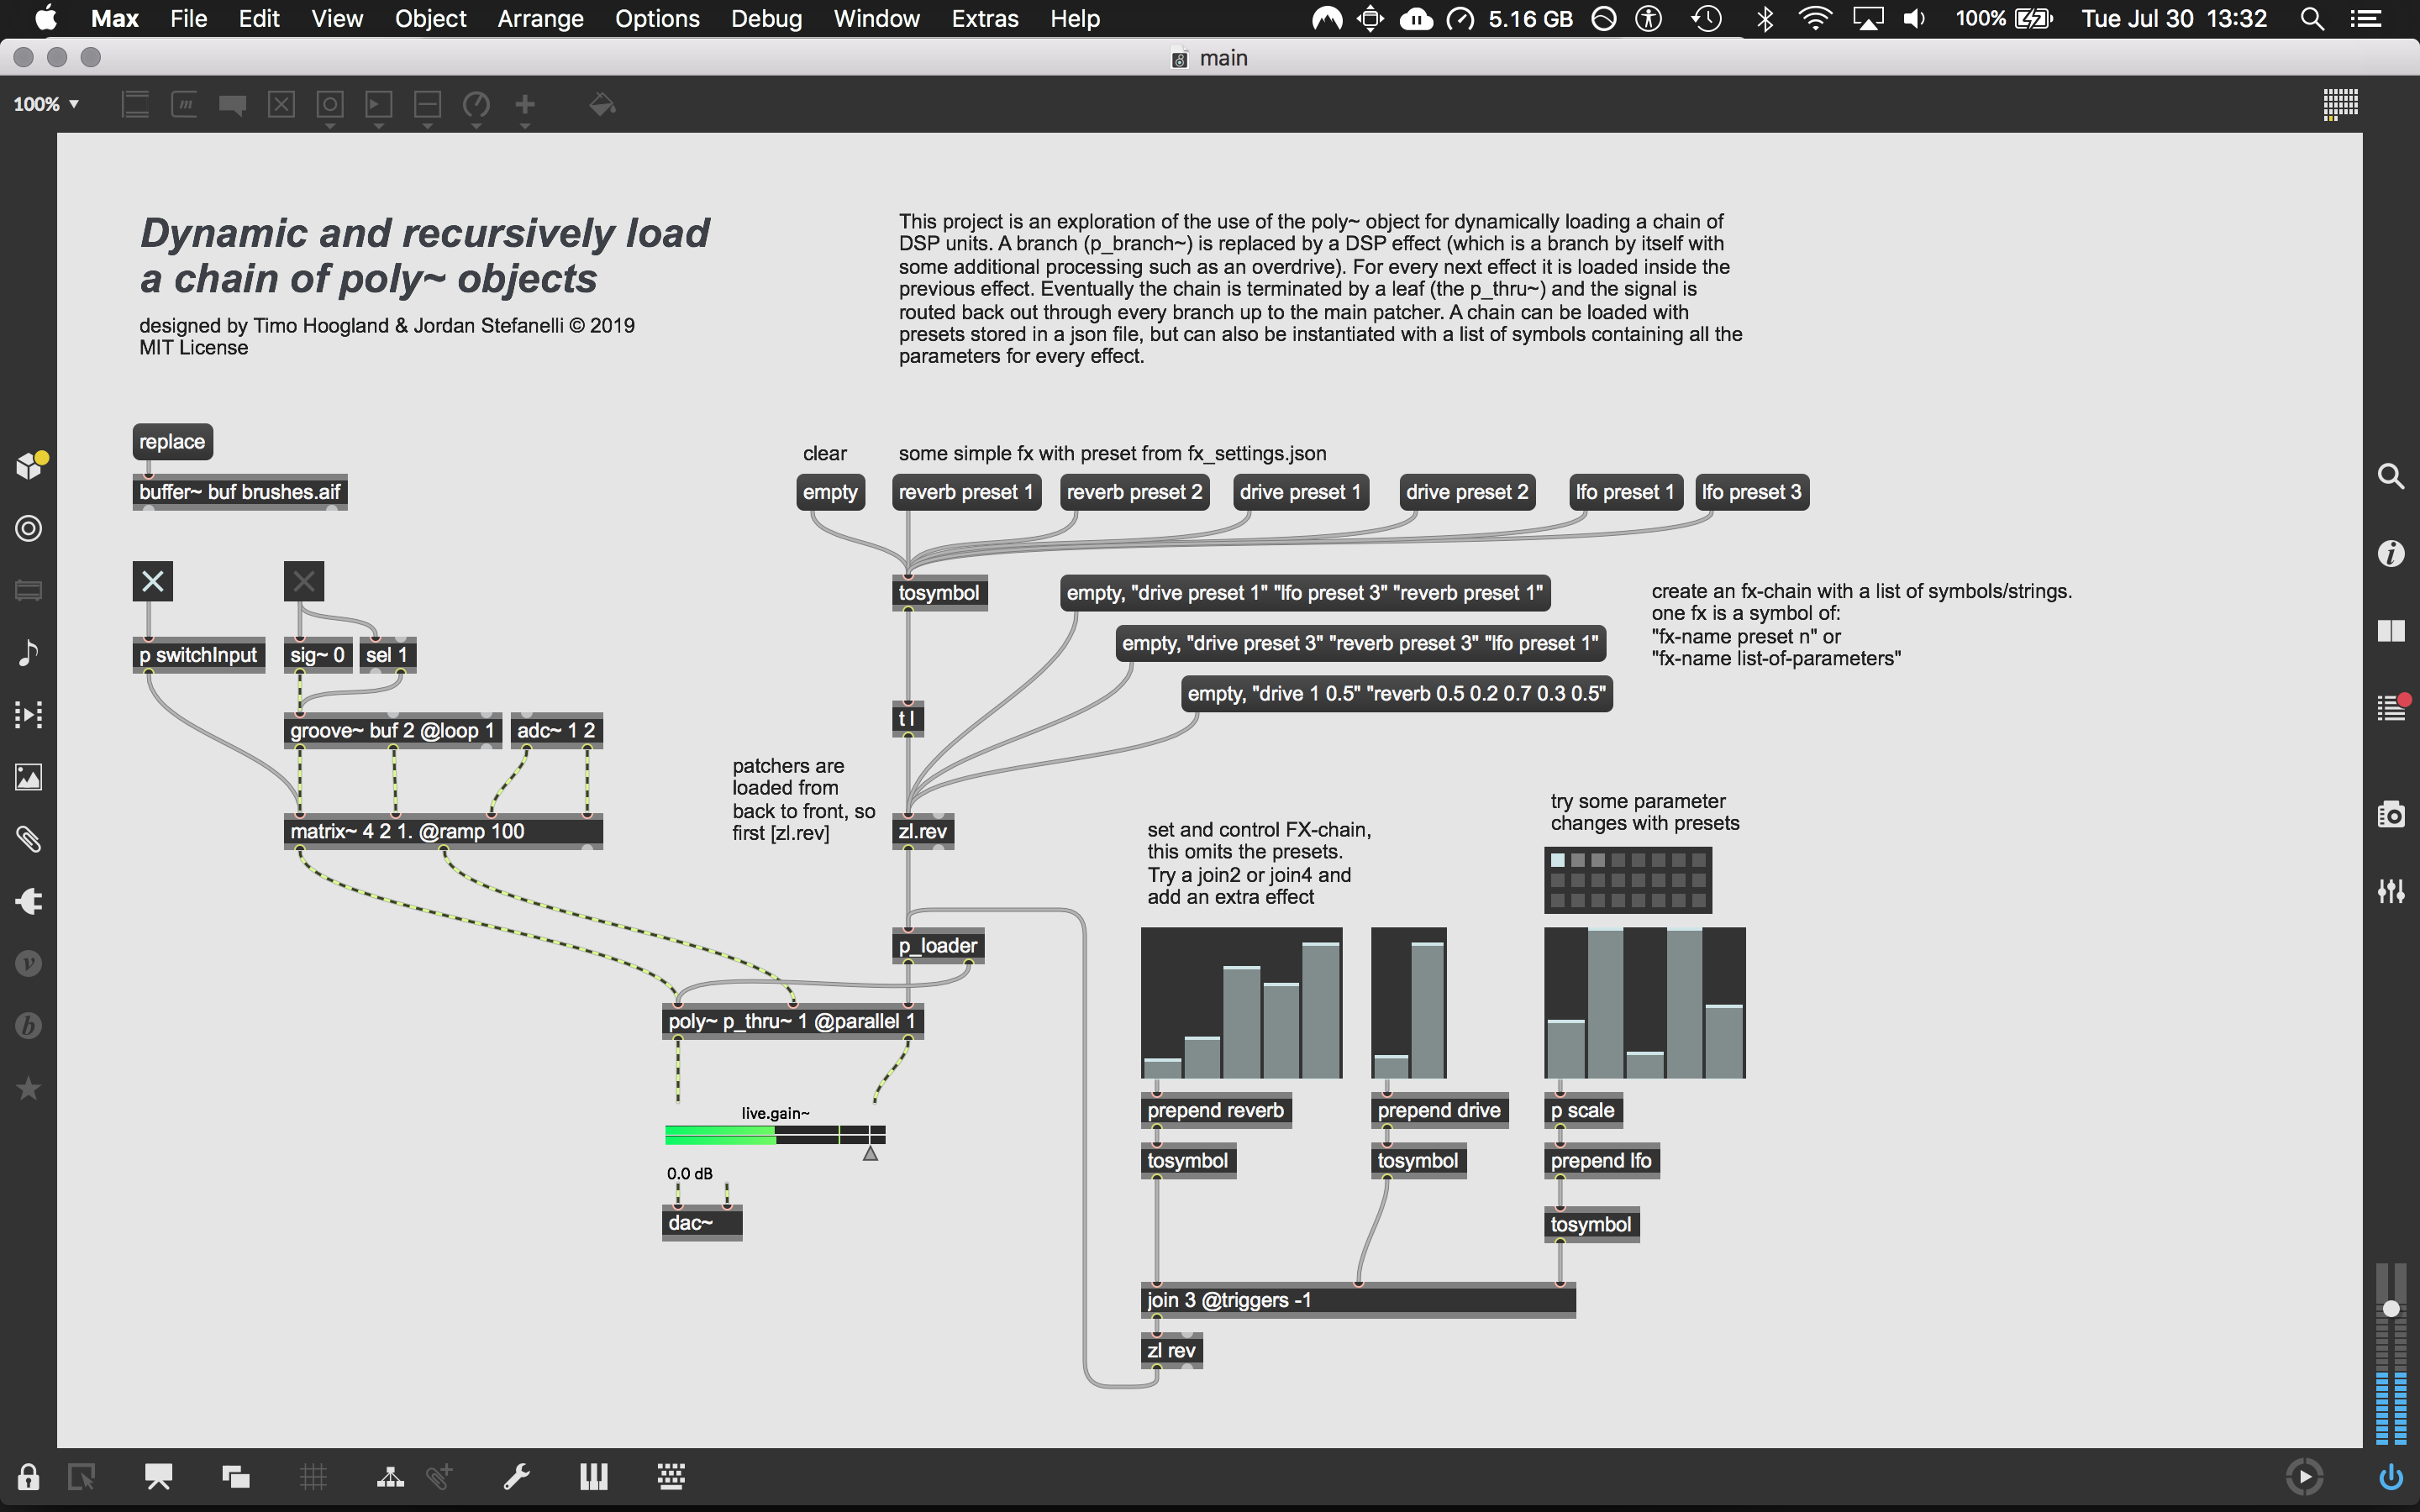 Max File Edit View Object Arrange Options Debug Window Extras Help 5.16 GB 100% Tue Jul 30 13:32
main
100%
Dynamic and recursively load
a chain of poly~ objects
designed by Timo Hoogland & Jordan Stefanelli © 2019
MIT License
This project is an exploration of the use of the poly~ object for dynamically loading a chain of
DSP units. A branch (p_branch~) is replaced by a DSP effect (which is a branch by itself with
some additional processing such as an overdrive). For every next effect it is loaded inside the
previous effect. Eventually the chain is terminated by a leaf (the p_thru~) and the signal is
routed back out through every branch up to the main patcher. A chain can be loaded with
presets stored in a json file, but can also be instantiated with a list of symbols containing all the
parameters for every effect.
replace
buffer~ buf brushes.aif
clear
some simple fx with preset from fx_settings.json
empty
reverb preset 1
reverb preset 2
drive preset 1
drive preset 2
lfo preset 1
lfo preset 3
tosymbol
empty, "drive preset 1" "lfo preset 3" "reverb preset 1"
empty, "drive preset 3" "reverb preset 3" "lfo preset 1"
empty, "drive 1 0.5" "reverb 0.5 0.2 0.7 0.3 0.5"
create an fx-chain with a list of symbols/strings.
one fx is a symbol of:
"fx-name preset n" or
"fx-name list-of-parameters"
p switchInput
sig~ 0
sel 1
groove~ buf 2 @loop 1
adc~ 1 2
matrix~ 4 2 1. @ramp 100
t l
patchers are
loaded from
back to front, so
first [zl.rev]
zl.rev
p_loader
poly~ p_thru~ 1 @parallel 1
live.gain~
0.0 dB
dac~
set and control FX-chain,
this omits the presets.
Try a join2 or join4 and
add an extra effect
try some parameter
changes with presets
prepend reverb
prepend drive
p scale
tosymbol
tosymbol
prepend lfo
tosymbol
join 3 @triggers -1
zl rev